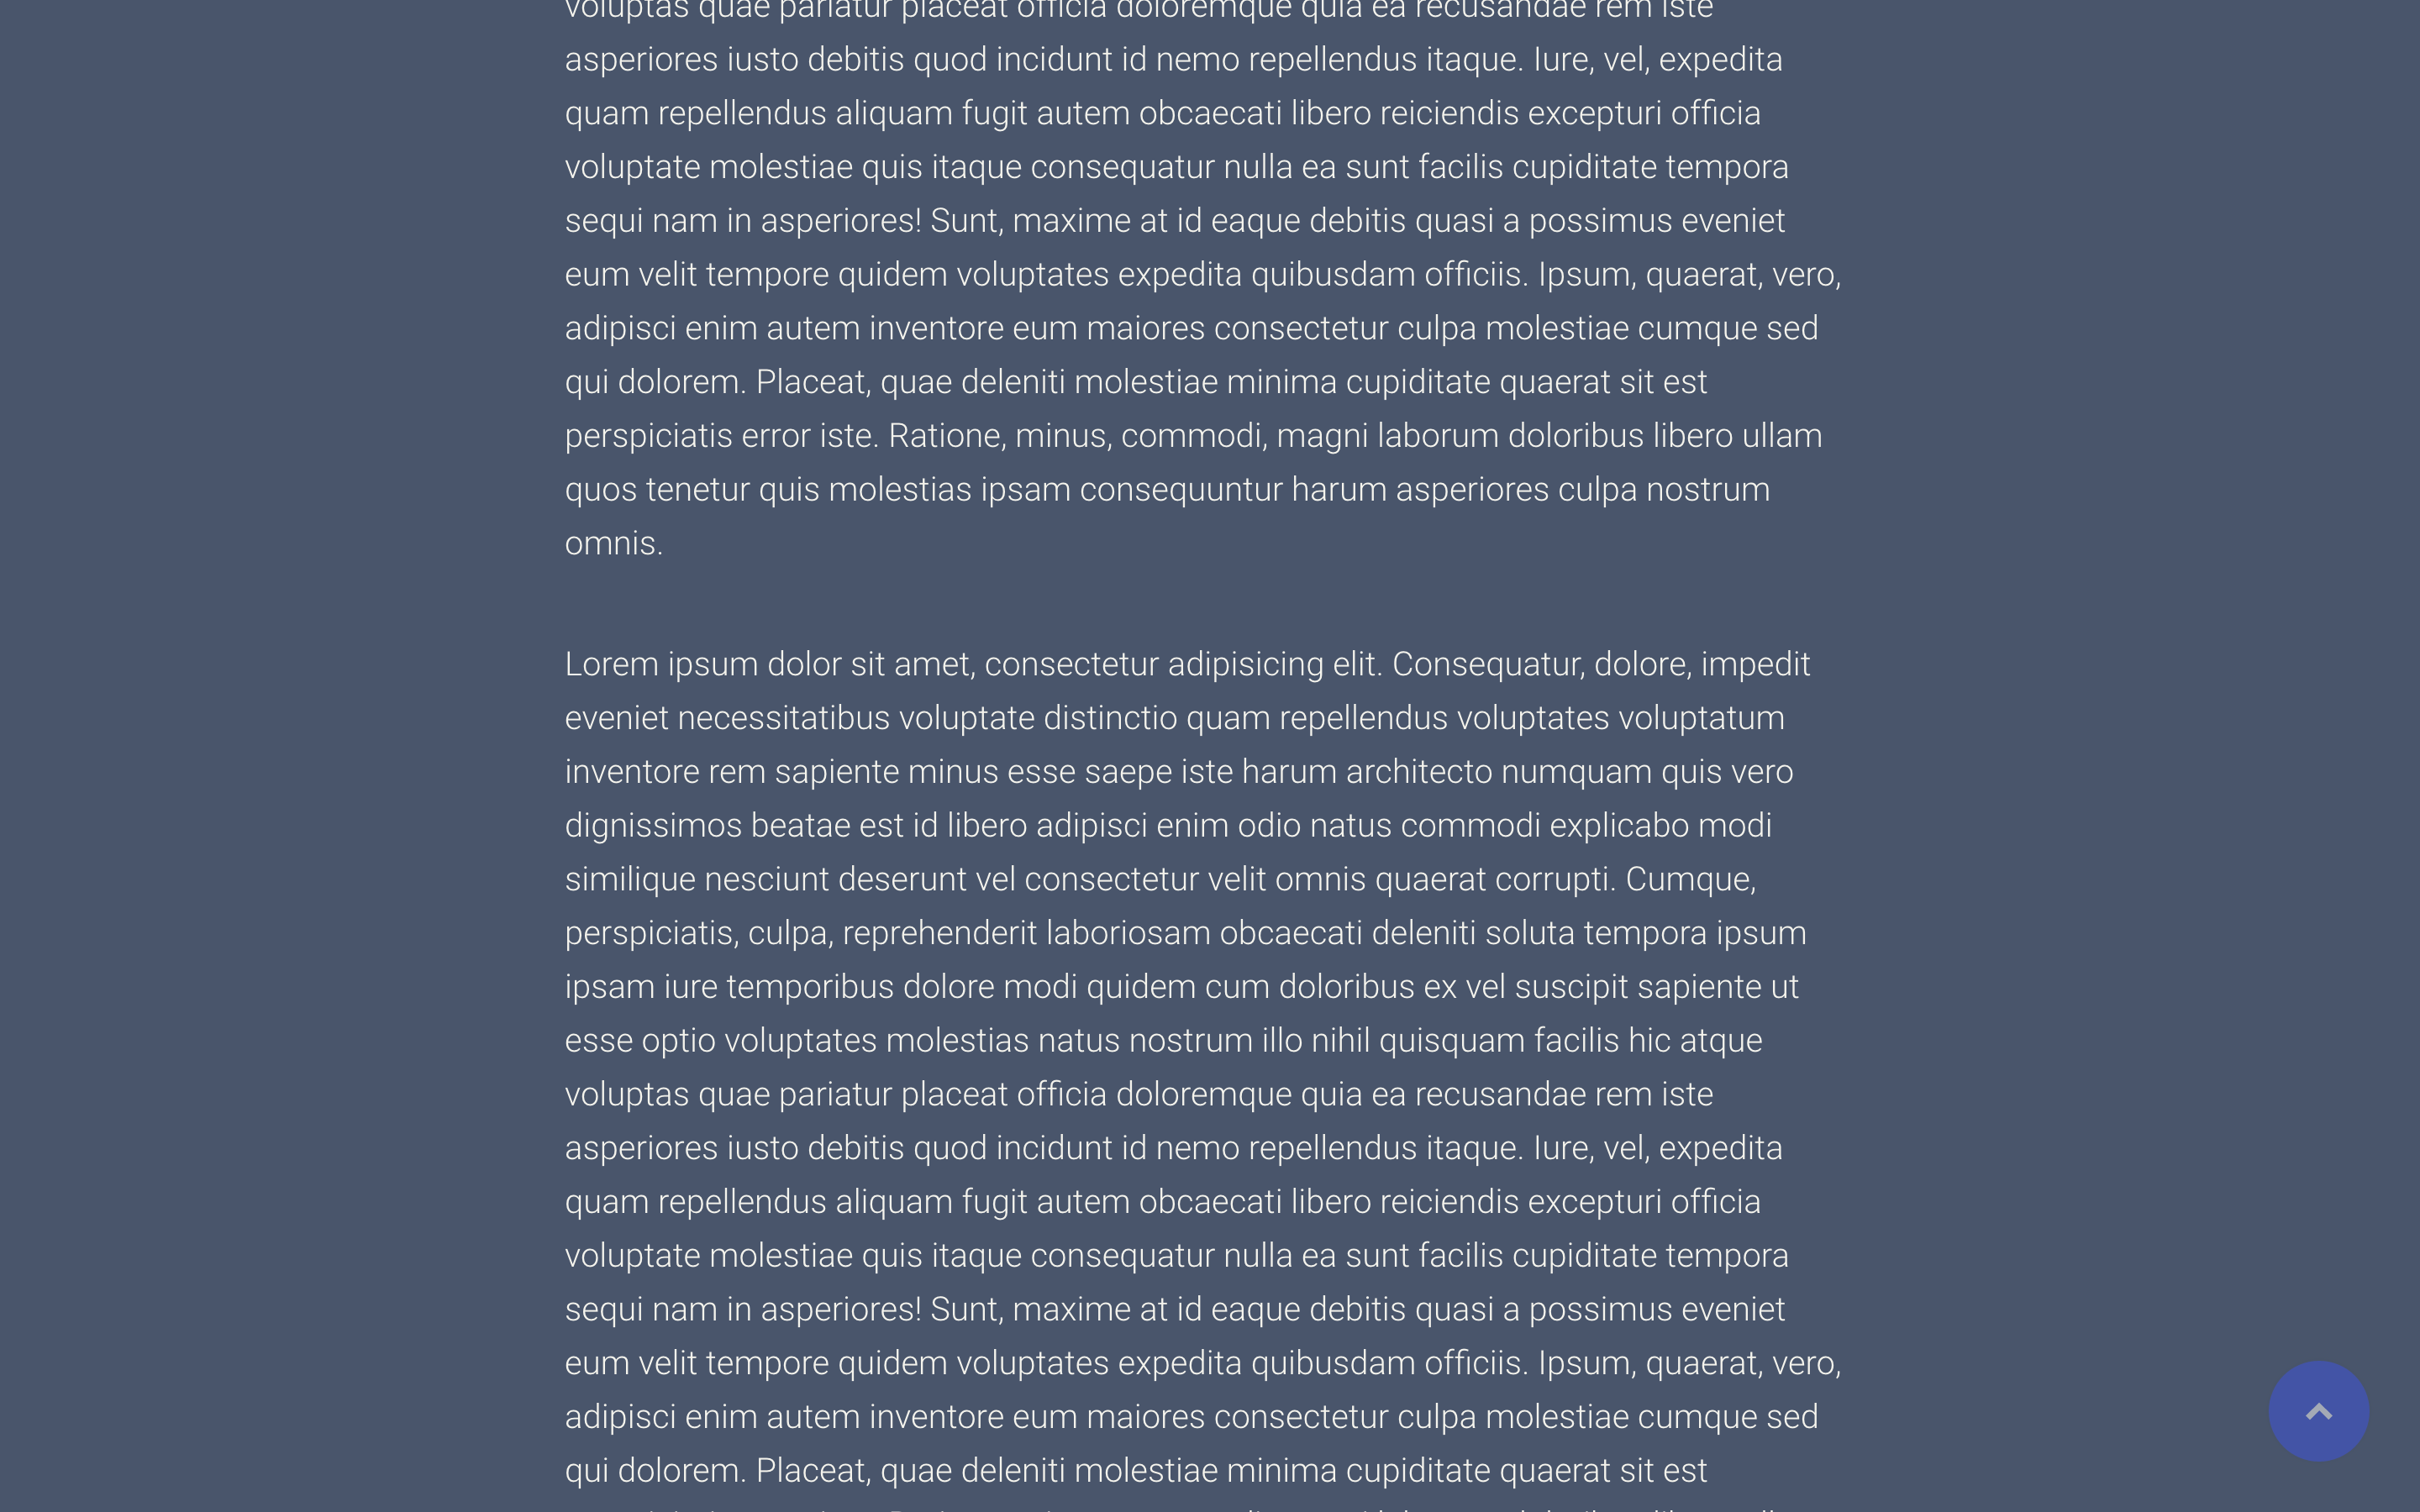 voluptas quae pariatur placeat officia doloremque quia ea recusandae rem iste
asperiores iusto debitis quod incidunt id nemo repellendus itaque. Iure, vel, expedita
quam repellendus aliquam fugit autem obcaecati libero reiciendis excepturi officia
voluptate molestiae quis itaque consequatur nulla ea sunt facilis cupiditate tempora
sequi nam in asperiores! Sunt, maxime at id eaque debitis quasi a possimus eveniet
eum velit tempore quidem voluptates expedita quibusdam officiis. Ipsum, quaerat, vero,
adipisci enim autem inventore eum maiores consectetur culpa molestiae cumque sed
qui dolorem. Placeat, quae deleniti molestiae minima cupiditate quaerat sit est
perspiciatis error iste. Ratione, minus, commodi, magni laborum doloribus libero ullam
quos tenetur quis molestias ipsam consequuntur harum asperiores culpa nostrum
omnis.
Lorem ipsum dolor sit amet, consectetur adipisicing elit. Consequatur, dolore, impedit
eveniet necessitatibus voluptate distinctio quam repellendus voluptates voluptatum
inventore rem sapiente minus esse saepe iste harum architecto numquam quis vero
dignissimos beatae est id libero adipisci enim odio natus commodi explicabo modi
similique nesciunt deserunt vel consectetur velit omnis quaerat corrupti. Cumque,
perspiciatis, culpa, reprehenderit laboriosam obcaecati deleniti soluta tempora ipsum
ipsam iure temporibus dolore modi quidem cum doloribus ex vel suscipit sapiente ut
esse optio voluptates molestias natus nostrum illo nihil quisquam facilis hic atque
voluptas quae pariatur placeat officia doloremque quia ea recusandae rem iste
asperiores iusto debitis quod incidunt id nemo repellendus itaque. Iure, vel, expedita
quam repellendus aliquam fugit autem obcaecati libero reiciendis excepturi officia
voluptate molestiae quis itaque consequatur nulla ea sunt facilis cupiditate tempora
sequi nam in asperiores! Sunt, maxime at id eaque debitis quasi a possimus eveniet
eum velit tempore quidem voluptates expedita quibusdam officiis. Ipsum, quaerat, vero,
adipisci enim autem inventore eum maiores consectetur culpa molestiae cumque sed
qui dolorem. Placeat, quae deleniti molestiae minima cupiditate quaerat sit est